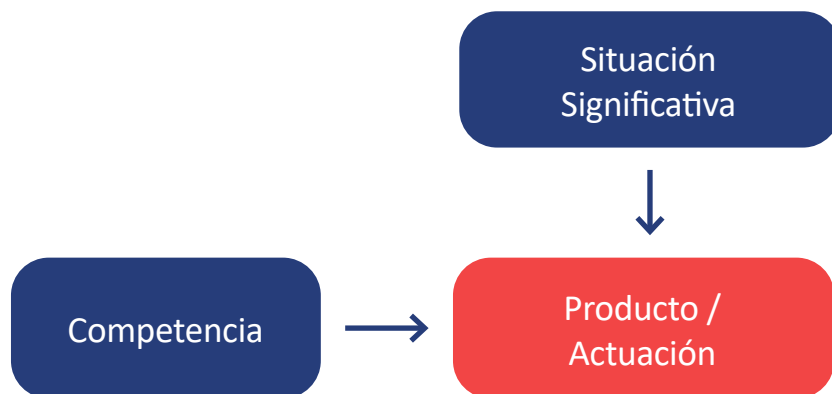 Situación
Significativa
Competencia
Producto /
Actuación